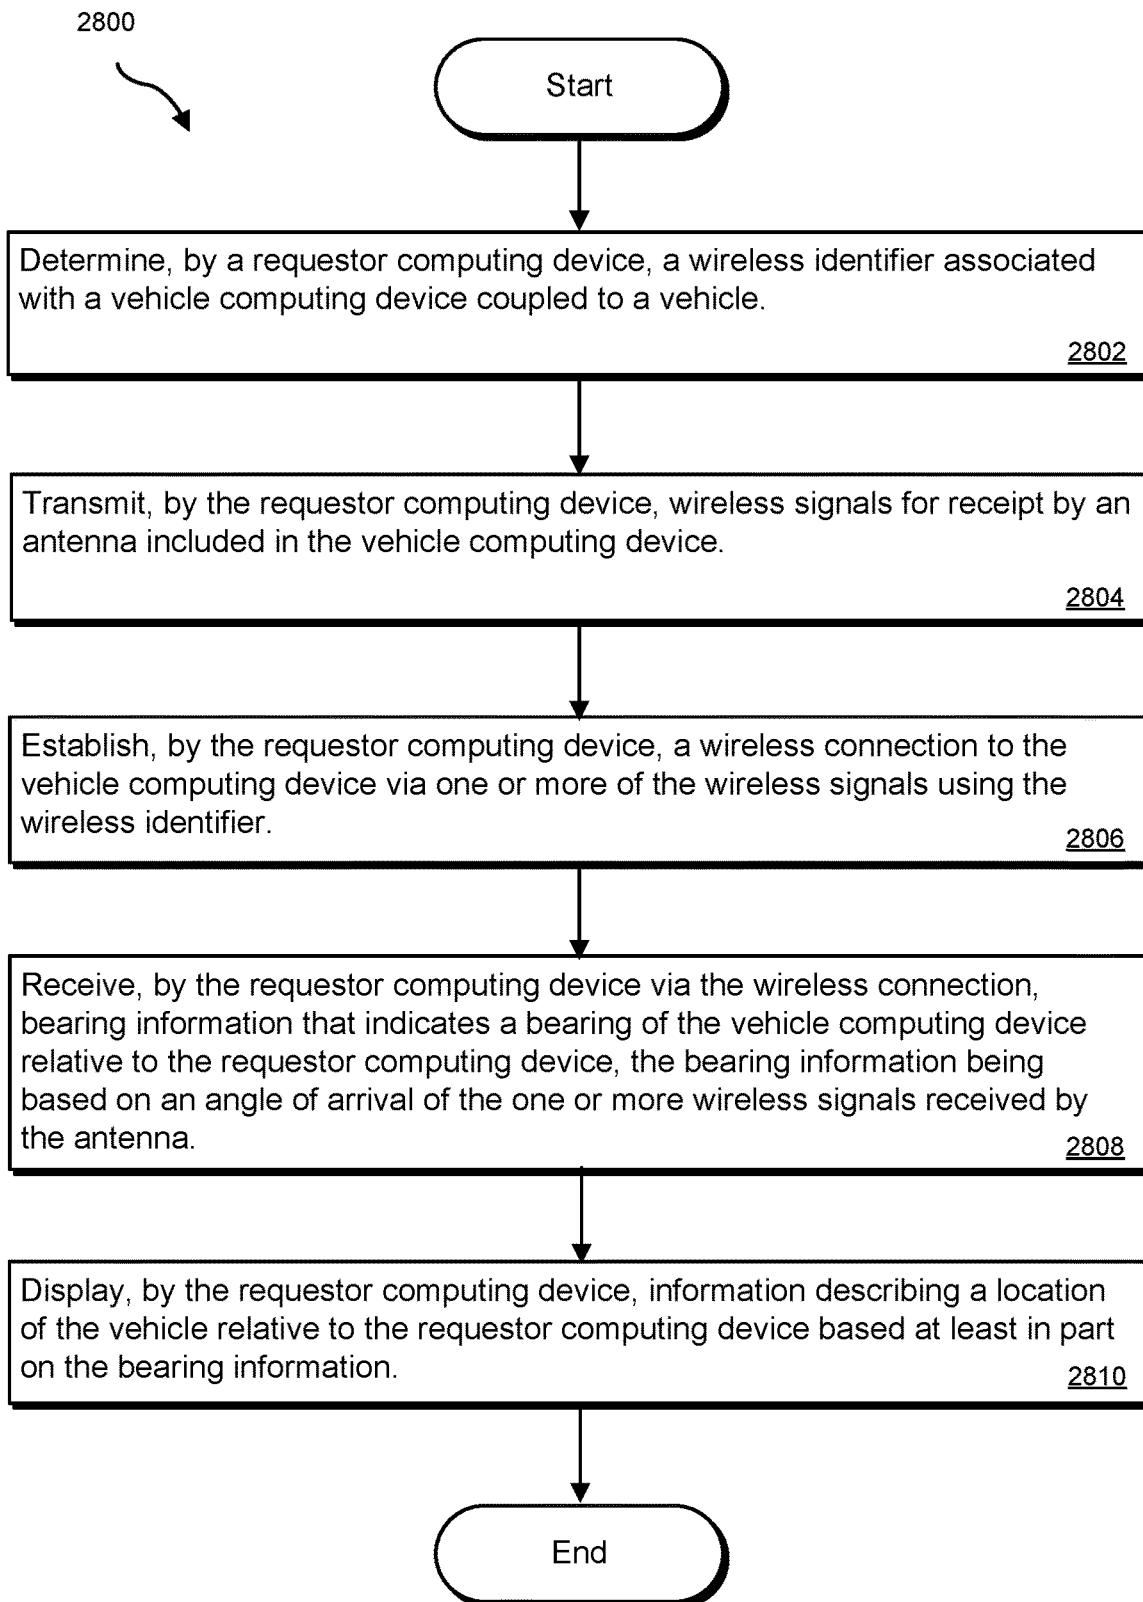 2800
Start
Determine, by a requestor computing device, a wireless identifier associated
with a vehicle computing device coupled to a vehicle.
2802
Transmit, by the requestor computing device, wireless signals for receipt by an
antenna included in the vehicle computing device.
2804
Establish, by the requestor computing device, a wireless connection to the
vehicle computing device via one or more of the wireless signals using the
wireless identifier.
2806
Receive, by the requestor computing device via the wireless connection,
bearing information that indicates a bearing of the vehicle computing device
relative to the requestor computing device, the bearing information being
based on an angle of arrival of the one or more wireless signals received by
the antenna.
2808
Display, by the requestor computing device, information describing a location
of the vehicle relative to the requestor computing device based at least in part
on the bearing information.
2810
End